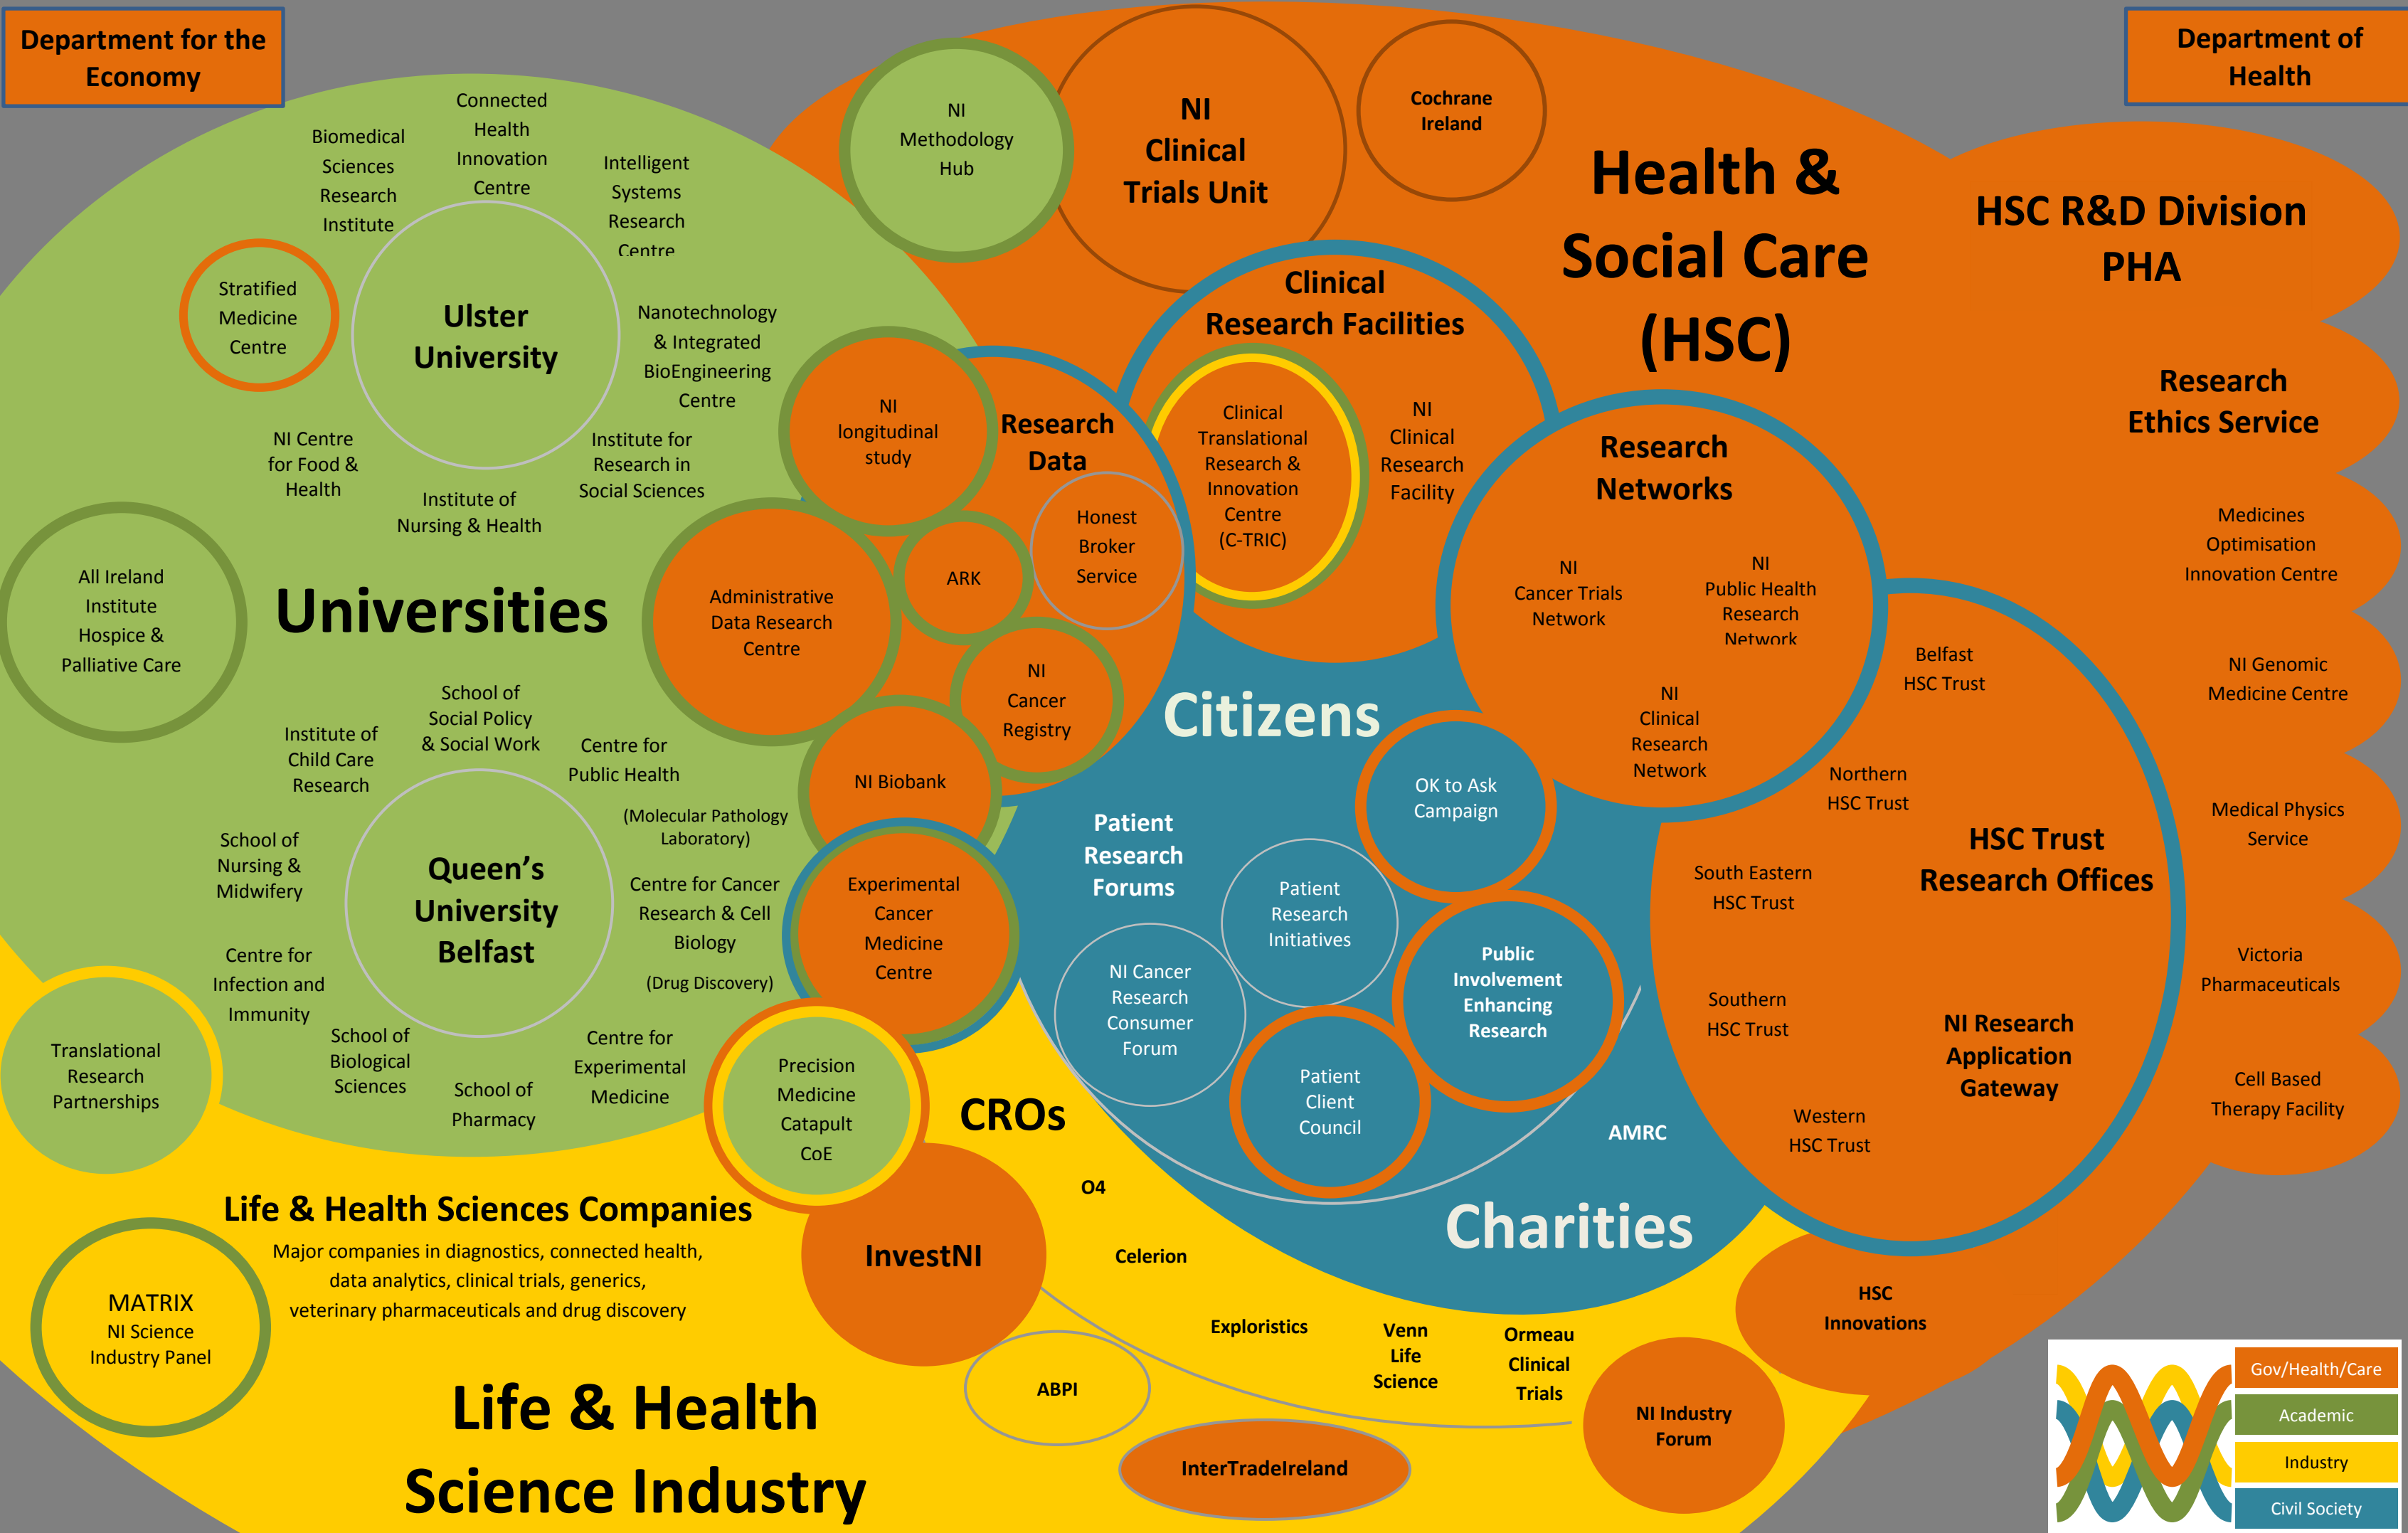 Department for the
Economy
Department of
Health
Connected
Health
Innovation
Centre
Biomedical
Sciences
Research
Institute
Intelligent
Systems
Research
Centre
Stratified
Medicine
Centre
Ulster
University
Nanotechnology
& Integrated
BioEngineering
Centre
NI Centre
for Food &
Health
Institute of
Nursing & Health
Institute for
Research in
Social Sciences
All Ireland
Institute
Hospice &
Palliative Care
Universities
School of
Social Policy
& Social Work
Institute of
Child Care
Research
Centre for
Public Health
(Molecular Pathology
Laboratory)
School of
Nursing &
Midwifery
Queen's
University
Belfast
Centre for Cancer
Research & Cell
Biology
(Drug Discovery)
Centre for
Infection and
Immunity
School of
Biological
Sciences
School of
Pharmacy
Centre for
Experimental
Medicine
Translational
Research
Partnerships
NI
Methodology
Hub
NI
Clinical
Trials Unit
Cochrane
Ireland
Health &
Social Care
(HSC)
HSC R&D Division
PHA
Research
Ethics Service
Medicines
Optimisation
Innovation Centre
NI Genomic
Medicine Centre
Medical Physics
Service
Victoria
Pharmaceuticals
Cell Based
Therapy Facility
Clinical
Research Facilities
Clinical
Translational
Research &
Innovation
Centre
(C-TRIC)
NI
Clinical
Research
Facility
NI
longitudinal
study
Research
Data
Honest
Broker
Service
ARK
Administrative
Data Research
Centre
NI
Cancer
Registry
NI Biobank
Experimental
Cancer
Medicine
Centre
Precision
Medicine
Catapult
CoE
Research
Networks
NI
Cancer Trials
Network
NI
Public Health
Research
Network
NI
Clinical
Research
Network
Belfast
HSC Trust
Northern
HSC Trust
HSC Trust
Research Offices
South Eastern
HSC Trust
Southern
HSC Trust
NI Research
Application
Gateway
Western
HSC Trust
Citizens
OK to Ask
Campaign
Patient
Research
Forums
Patient
Research
Initiatives
NI Cancer
Research
Consumer
Forum
Public
Involvement
Enhancing
Research
Patient
Client
Council
AMRC
Charities
CROs
O4
Celerion
Exploristics
Venn
Life
Science
Ormeau
Clinical
Trials
Life & Health Sciences Companies
Major companies in diagnostics, connected health,
data analytics, clinical trials, generics,
veterinary pharmaceuticals and drug discovery
MATRIX
NI Science
Industry Panel
InvestNI
ABPI
InterTradeIreland
NI Industry
Forum
HSC
Innovations
Life & Health
Science Industry
Gov/Health/Care
Academic
Industry
Civil Society